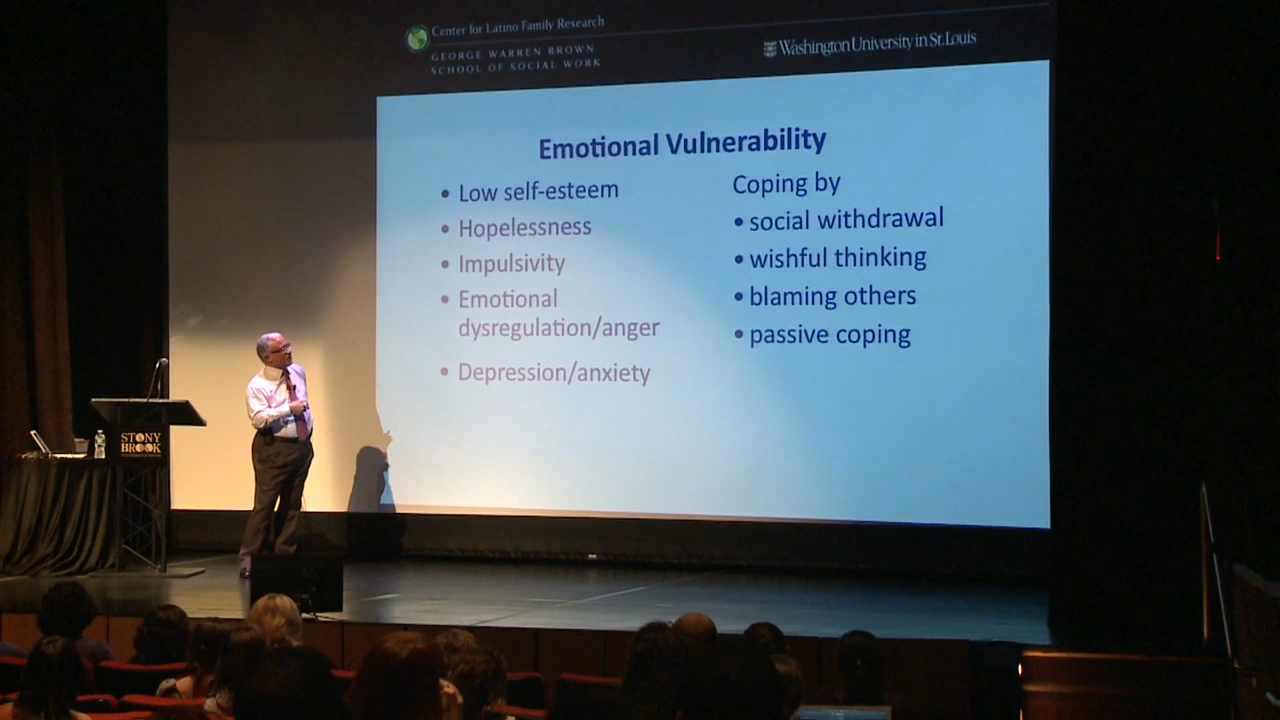 Center for Latino Family Research
GEORGE WARREN BROWN
SCHOOL OF SOCIAL WORK
Washington University in St.Louis
Emotional Vulnerability
• Low self-esteem
• Hopelessness
• Impulsivity
• Emotional
dysregulation/anger
• Depression/anxiety
Coping by
• social withdrawal
• wishful thinking
• blaming others
• passive coping
STONY
BROOK